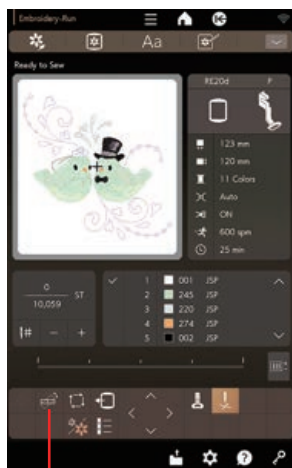 Embroidery-Run
Aa
Ready to Sew
RE20d P
123 mm
120 mm
11 Colors
Auto
ON
600 spm
25 min
0
10,059 ST
1# - +
1 001 JSP
2 245 JSP
3 220 JSP
4 274 JSP
5 002 JSP